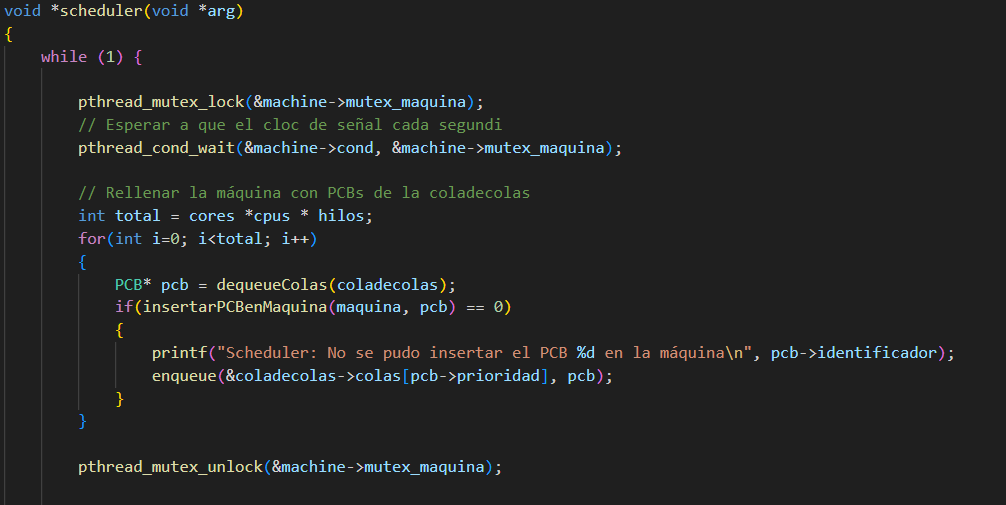 void *scheduler(void *arg)
{
    while (1) {
        pthread_mutex_lock(&machine->mutex_maquina);
        // Esperar a que el cloc de señal cada segundi
        pthread_cond_wait(&machine->cond, &machine->mutex_maquina);
        // Rellenar la máquina con PCBs de la coladecolas
        int total = cores *cpus * hilos;
        for(int i=0; i<total; i++)
        {
            PCB* pcb = dequeueColas(coladecolas);
            if(insertarPCBenMaquina(maquina, pcb) == 0)
            {
                printf("Scheduler: No se pudo insertar el PCB %d en la máquina\n", pcb->identificador);
                enqueue(&coladecolas->colas[pcb->prioridad], pcb);
            }
        }
        pthread_mutex_unlock(&machine->mutex_maquina);